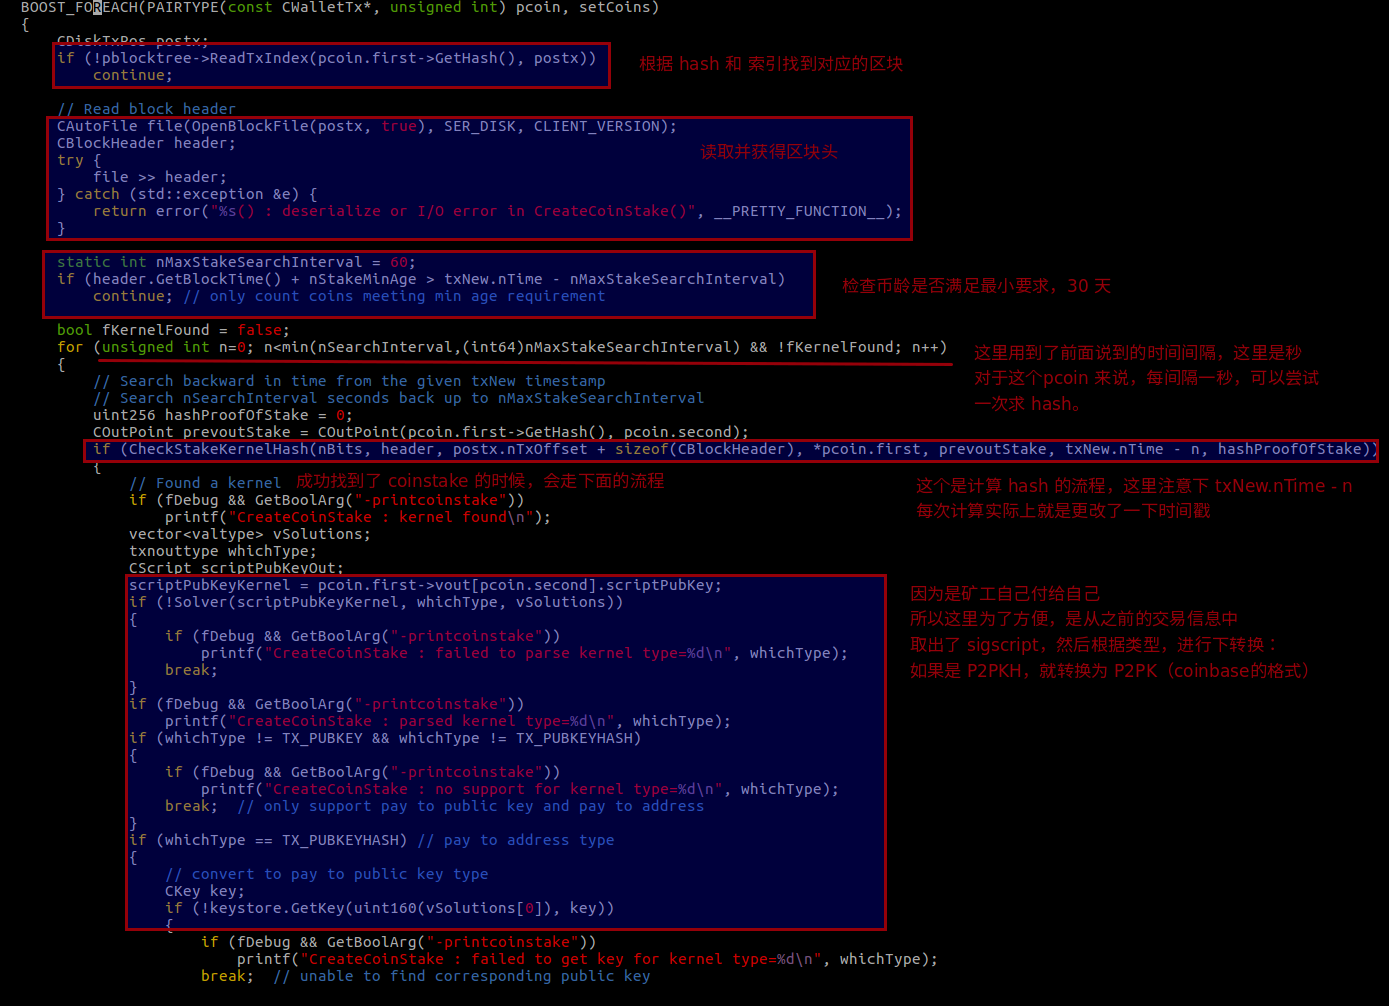 BOOST_FOREACH(PAIRTYPE(const CWalletTx*, unsigned int) pcoin, setCoins)
{
CDiskTxPos postx;
if (!pblocktree->ReadTxIndex(pcoin.first->GetHash(), postx))
continue;
根据 hash 和 索引找到对应的区块
// Read block header
CAutoFile file(OpenBlockFile(postx, true), SER_DISK, CLIENT_VERSION);
CBlockHeader header;
try {
file >> header;
} catch (std::exception &e) {
return error("%s() : deserialize or I/O error in CreateCoinStake()", __PRETTY_FUNCTION__);
}
读取并获得区块头
static int nMaxStakeSearchInterval = 60;
if (header.GetBlockTime() + nStakeMinAge > txNew.nTime - nMaxStakeSearchInterval)
continue; // only count coins meeting min age requirement
检查币龄是否满足最小要求，30 天
bool fKernelFound = false;
for (unsigned int n=0; n<min(nSearchInterval,(int64)nMaxStakeSearchInterval) && !fKernelFound; n++)
{
这里用到了前面说到的时间间隔，这里是秒
对于这个pcoin 来说，每间隔一秒，可以尝试
一次求 hash。
// Search backward in time from the given txNew timestamp
// Search nSearchInterval seconds back up to nMaxStakeSearchInterval
uint256 hashProofOfStake = 0;
COutPoint prevoutStake = COutPoint(pcoin.first->GetHash(), pcoin.second);
if (CheckStakeKernelHash(nBits, header, postx.nTxOffset + sizeof(CBlockHeader), *pcoin.first, prevoutStake, txNew.nTime - n, hashProofOfStake))
{
// Found a kernel
成功找到了 coinstake 的时候，会走下面的流程
这个是计算 hash 的流程，这里注意下 txNew.nTime - n
每次计算实际上就是更改了一下时间戳
if (fDebug && GetBoolArg("-printcoinstake"))
printf("CreateCoinStake : kernel found\n");
vector<valtype> vSolutions;
txnouttype whichType;
CScript scriptPubKeyOut;
scriptPubKeyKernel = pcoin.first->vout[pcoin.second].scriptPubKey;
if (!Solver(scriptPubKeyKernel, whichType, vSolutions))
{
if (fDebug && GetBoolArg("-printcoinstake"))
printf("CreateCoinStake : failed to parse kernel type=%d\n", whichType);
break;
}
因为是矿工自己付给自己
所以这里为了方便，是从之前的交易信息中
取出了 sigscript，然后根据类型，进行下转换：
如果是 P2PKH，就转换为 P2PK（coinbase的格式）
if (fDebug && GetBoolArg("-printcoinstake"))
printf("CreateCoinStake : parsed kernel type=%d\n", whichType);
if (whichType != TX_PUBKEY && whichType != TX_PUBKEYHASH)
{
if (fDebug && GetBoolArg("-printcoinstake"))
printf("CreateCoinStake : no support for kernel type=%d\n", whichType);
break;  // only support pay to public key and pay to address
}
if (whichType == TX_PUBKEYHASH) // pay to address type
{
// convert to pay to public key type
CKey key;
if (!keystore.GetKey(uint160(vSolutions[0]), key))
{
if (fDebug && GetBoolArg("-printcoinstake"))
printf("CreateCoinStake : failed to get key for kernel type=%d\n", whichType);
break;  // unable to find corresponding public key